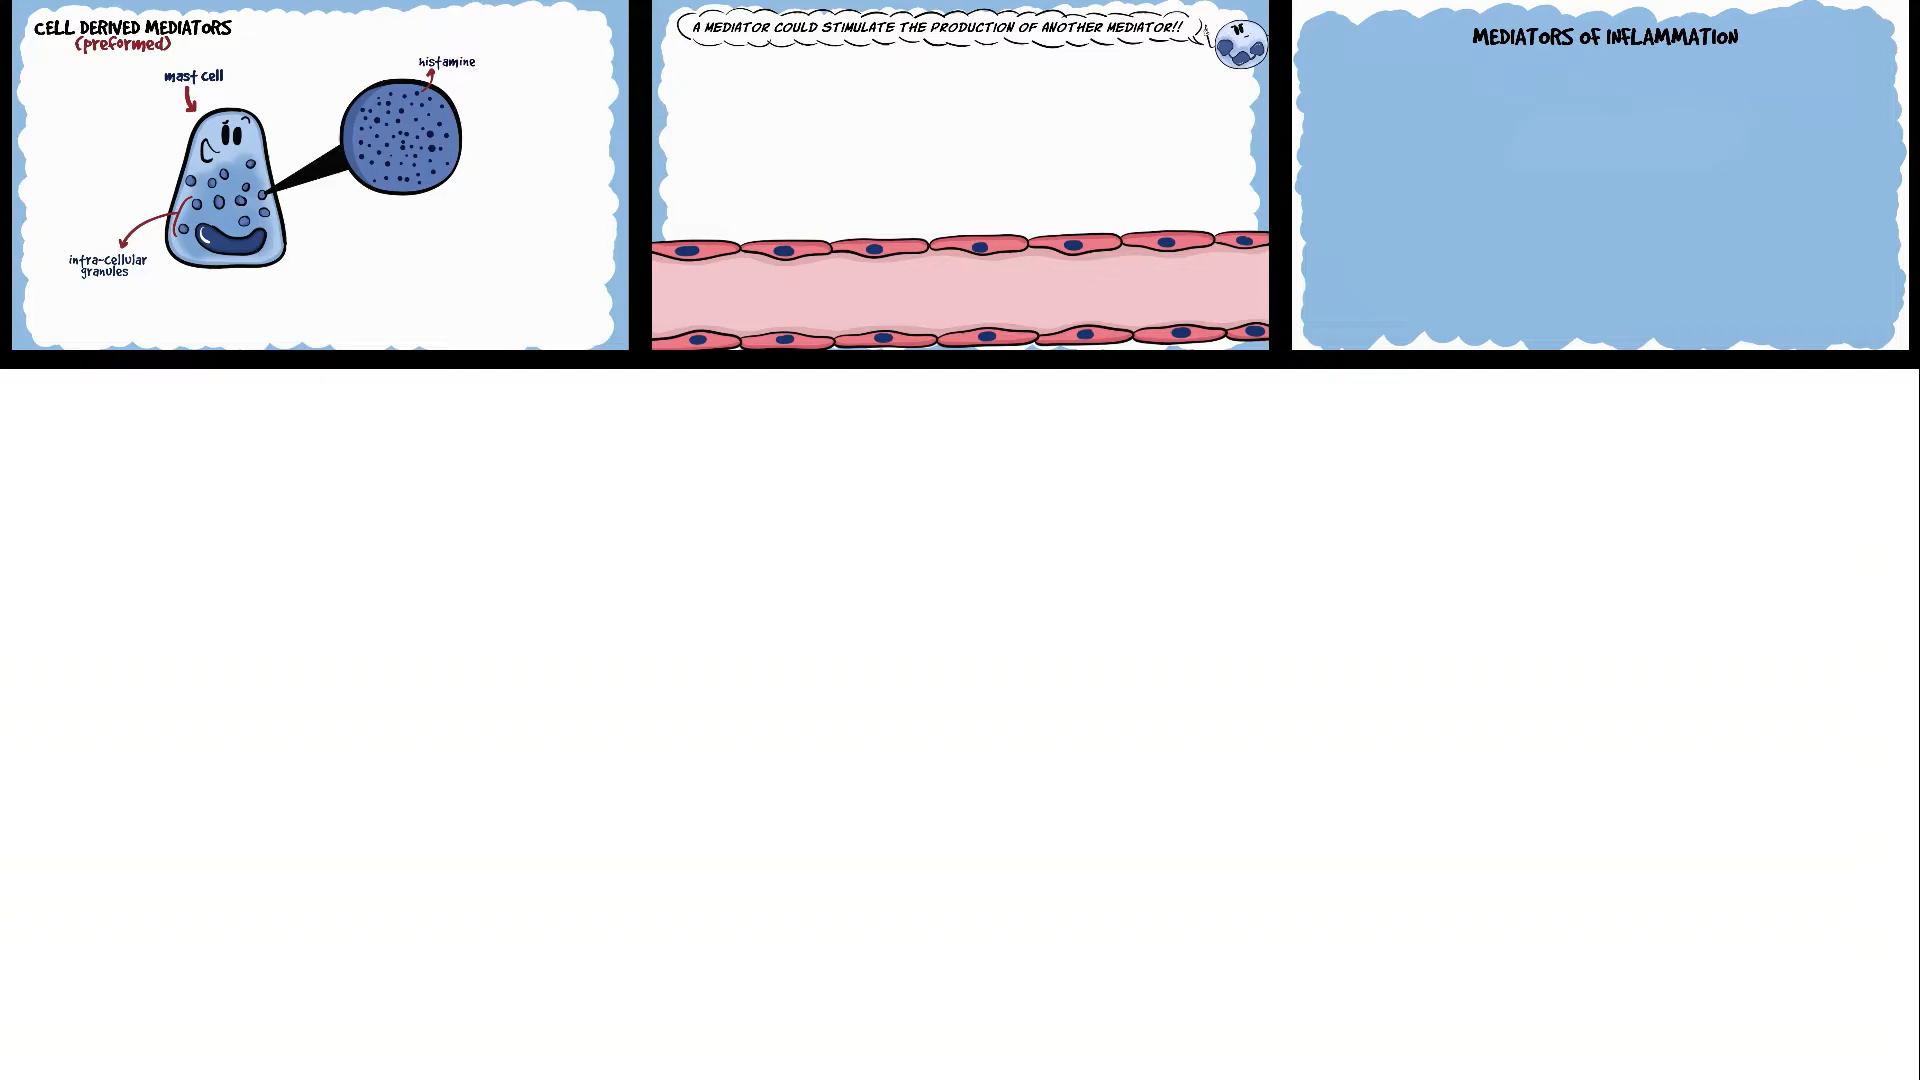 CELL DERIVED MEDIATORS
(preformed)
mast cell
histamine
infra-cellular
granules
A MEDIATOR COULD STIMULATE THE PRODUCTION OF ANOTHER MEDIATOR!!
MEDIATORS OF INFLAMMATION